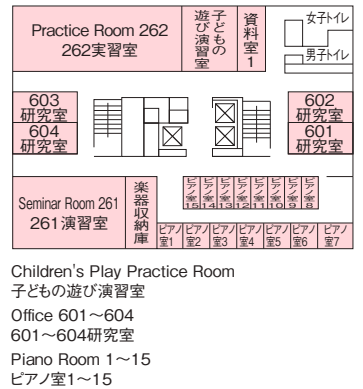 Practice Room 262
262実習室
子どもの
遊び演習室
資料室1
女子トイレ
男子トイレ
603
研究室
604
研究室
602
研究室
601
研究室
Seminar Room 261
261演習室
楽器収納庫
ピアノ室15
ピアノ室14
ピアノ室13
ピアノ室12
ピアノ室11
ピアノ室10
ピアノ室9
ピアノ室8
ピアノ室1
ピアノ室2
ピアノ室3
ピアノ室4
ピアノ室5
ピアノ室6
ピアノ室7
Children's Play Practice Room
子どもの遊び演習室
Office 601～604
601～604研究室
Piano Room 1～15
ピアノ室1～15